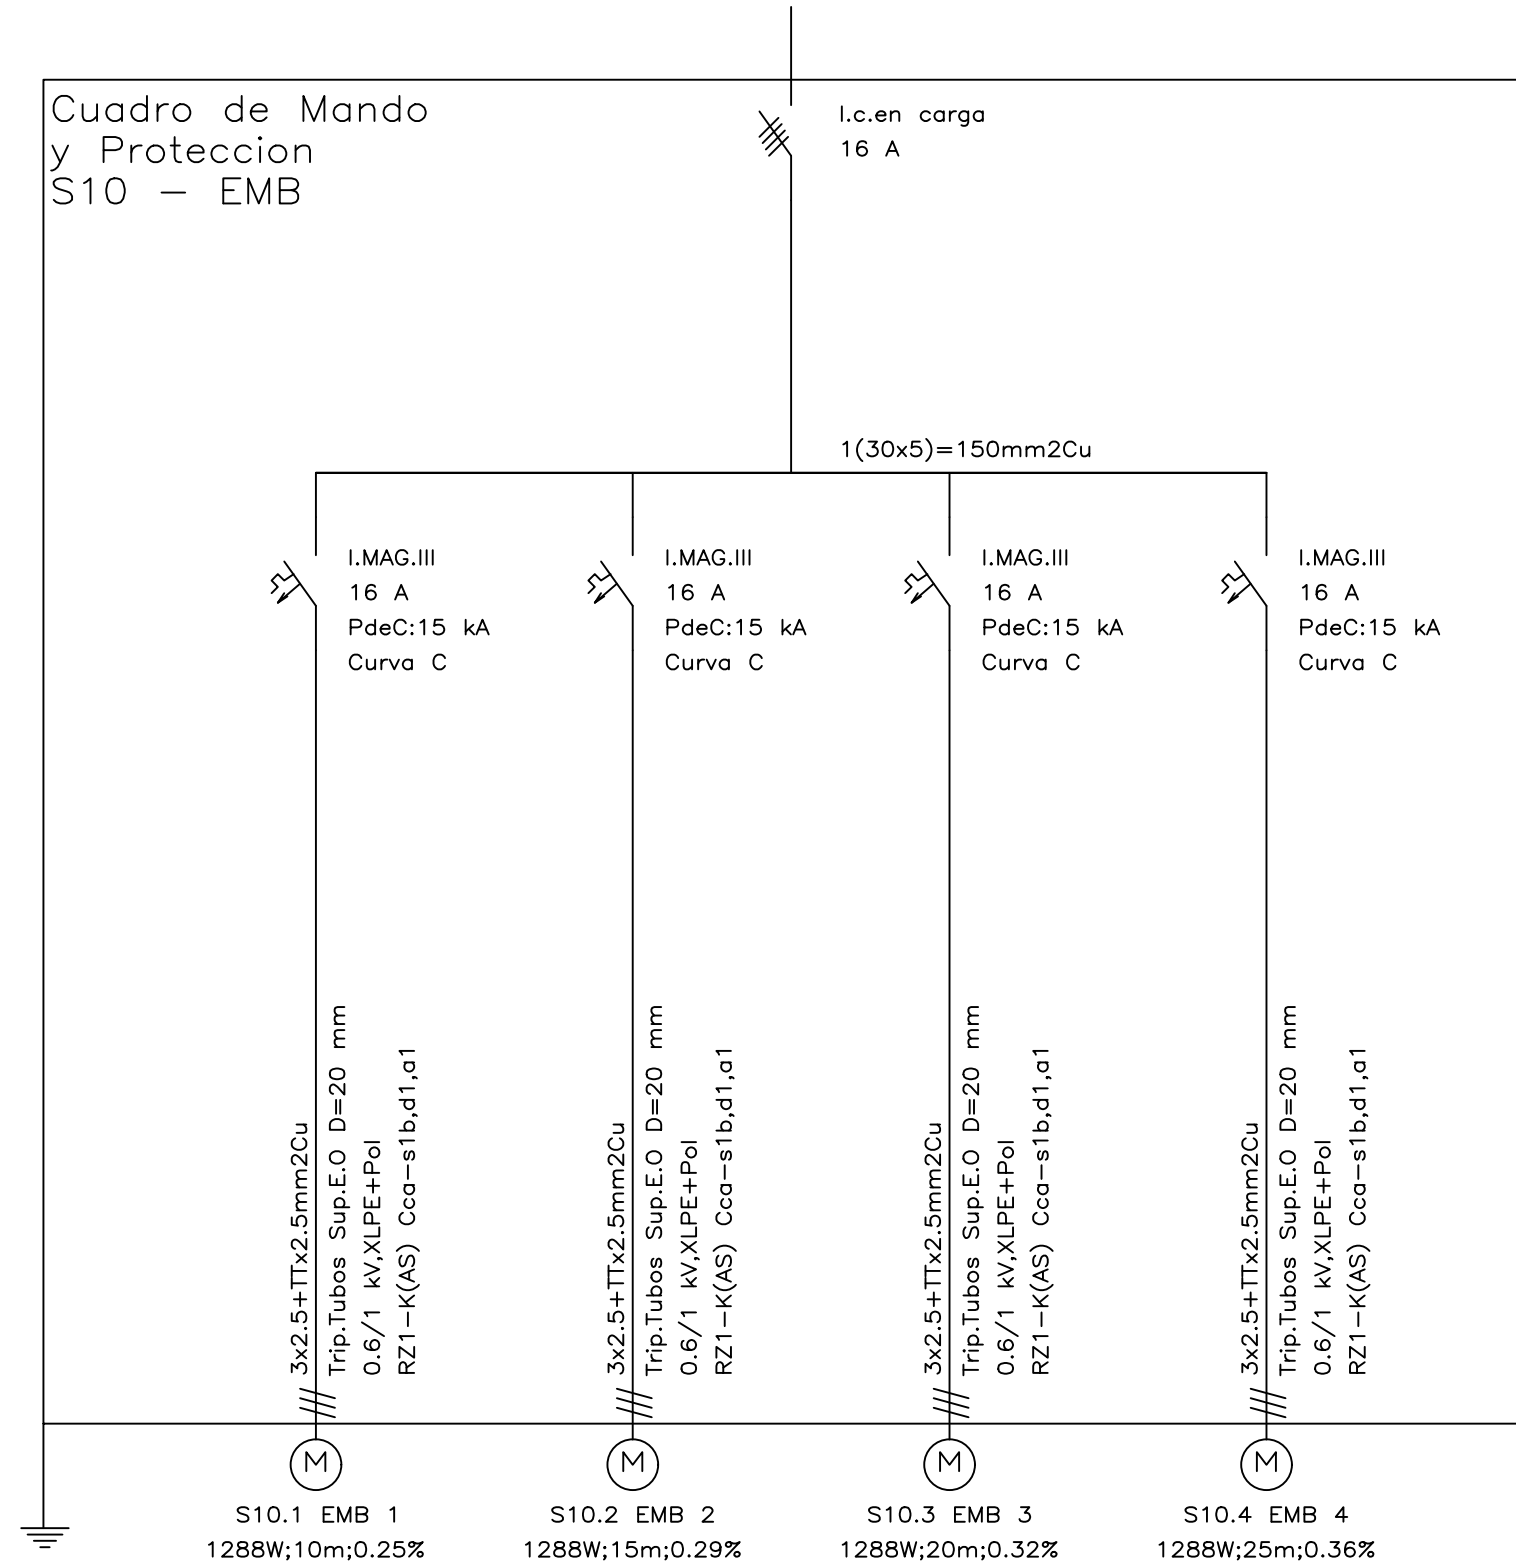 Cuadro de Mando
y Proteccion
S10 - EMB
I.c.en carga
16 A
1(30x5)=150mm2Cu
I.MAG.III
16 A
PdeC:15 kA
Curva C
I.MAG.III
16 A
PdeC:15 kA
Curva C
I.MAG.III
16 A
PdeC:15 kA
Curva C
I.MAG.III
16 A
PdeC:15 kA
Curva C
3x2.5+TTx2.5mm2Cu
Trip.Tubos Sup.E.O D=20 mm
0.6/1 kV,XLPE+Pol
RZ1-K(AS) Cca-s1b,d1,a1
3x2.5+TTx2.5mm2Cu
Trip.Tubos Sup.E.O D=20 mm
0.6/1 kV,XLPE+Pol
RZ1-K(AS) Cca-s1b,d1,a1
3x2.5+TTx2.5mm2Cu
Trip.Tubos Sup.E.O D=20 mm
0.6/1 kV,XLPE+Pol
RZ1-K(AS) Cca-s1b,d1,a1
3x2.5+TTx2.5mm2Cu
Trip.Tubos Sup.E.O D=20 mm
0.6/1 kV,XLPE+Pol
RZ1-K(AS) Cca-s1b,d1,a1
M
S10.1 EMB 1
1288W;10m;0.25%
M
S10.2 EMB 2
1288W;15m;0.29%
M
S10.3 EMB 3
1288W;20m;0.32%
M
S10.4 EMB 4
1288W;25m;0.36%